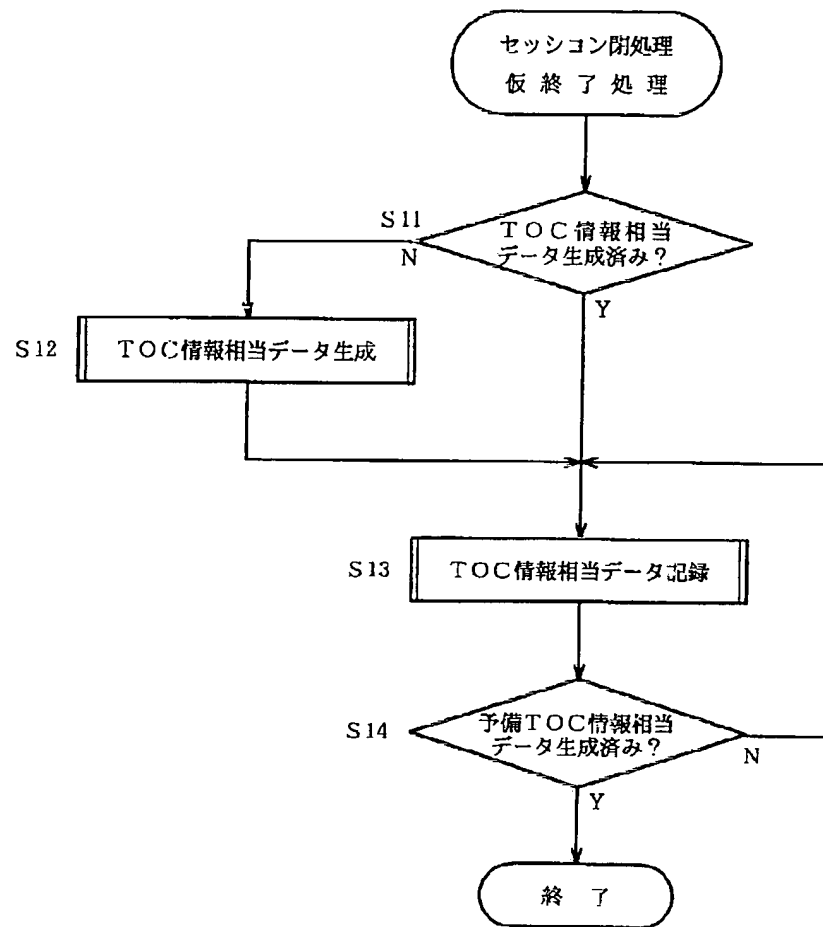 セッション閉処理
仮終了処理
S11
TOC情報相当
データ生成済み?
N
Y
S12
TOC情報相当データ生成
S13
TOC情報相当データ記録
S14
予備TOC情報相当
データ生成済み?
N
Y
終了